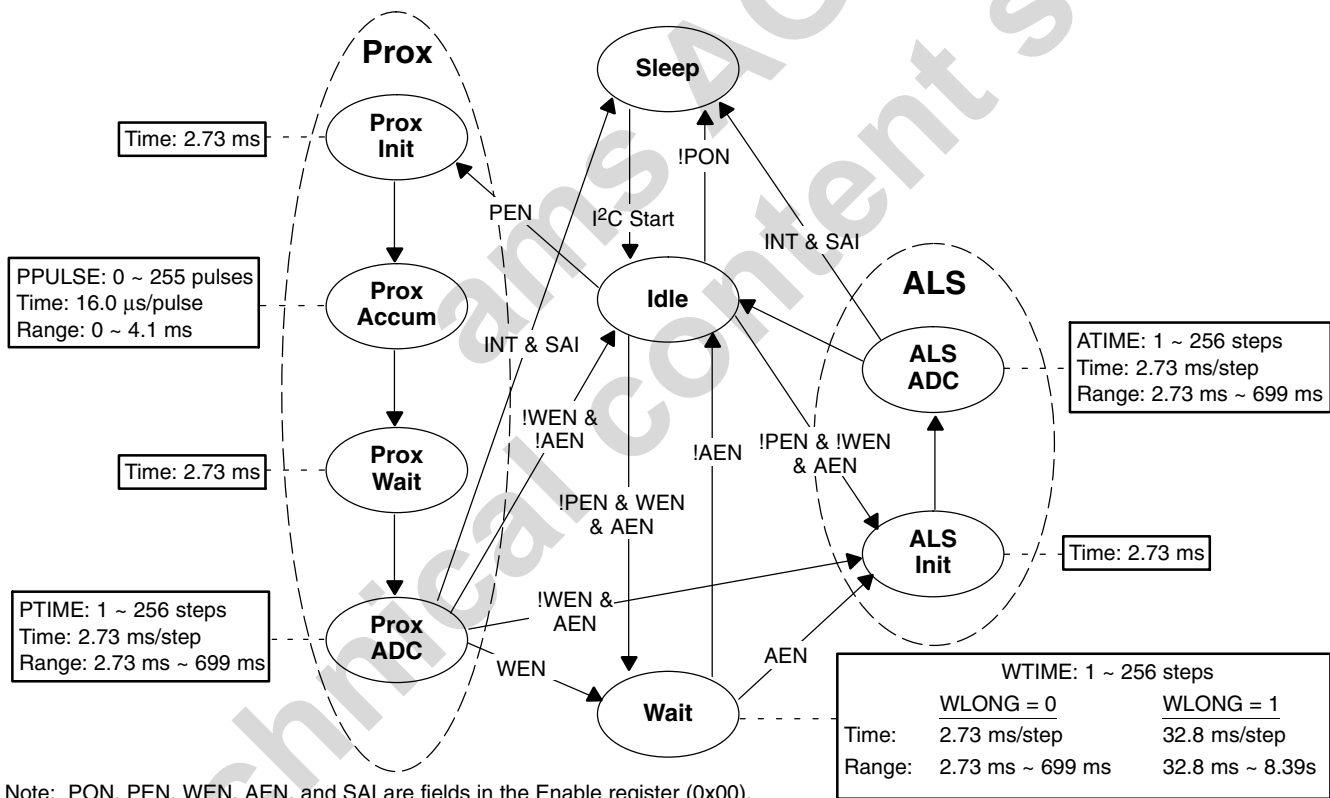 Prox
Sleep
Prox
Init
Time: 2.73 ms
!PON
PEN
I²C Start
INT & SAI
PPULSE: 0 ~ 255 pulses
Time: 16.0 μs/pulse
Range: 0 ~ 4.1 ms
Prox
Accum
Idle
ALS
INT & SAI
ALS
ADC
ATIME: 1 ~ 256 steps
Time: 2.73 ms/step
Range: 2.73 ms ~ 699 ms
!WEN &
!AEN
!AEN
!PEN & !WEN
& AEN
Time: 2.73 ms
Prox
Wait
!PEN & WEN
& AEN
ALS
Init
Time: 2.73 ms
PTIME: 1 ~ 256 steps
Time: 2.73 ms/step
Range: 2.73 ms ~ 699 ms
Prox
ADC
!WEN &
AEN
WEN
AEN
Wait
WTIME: 1 ~ 256 steps
WLONG = 0 WLONG = 1
Time: 2.73 ms/step 32.8 ms/step
Range: 2.73 ms ~ 699 ms 32.8 ms ~ 8.39s
Note: PON, PEN, WEN, AEN, and SAI are fields in the Enable register (0x00).
ams
content